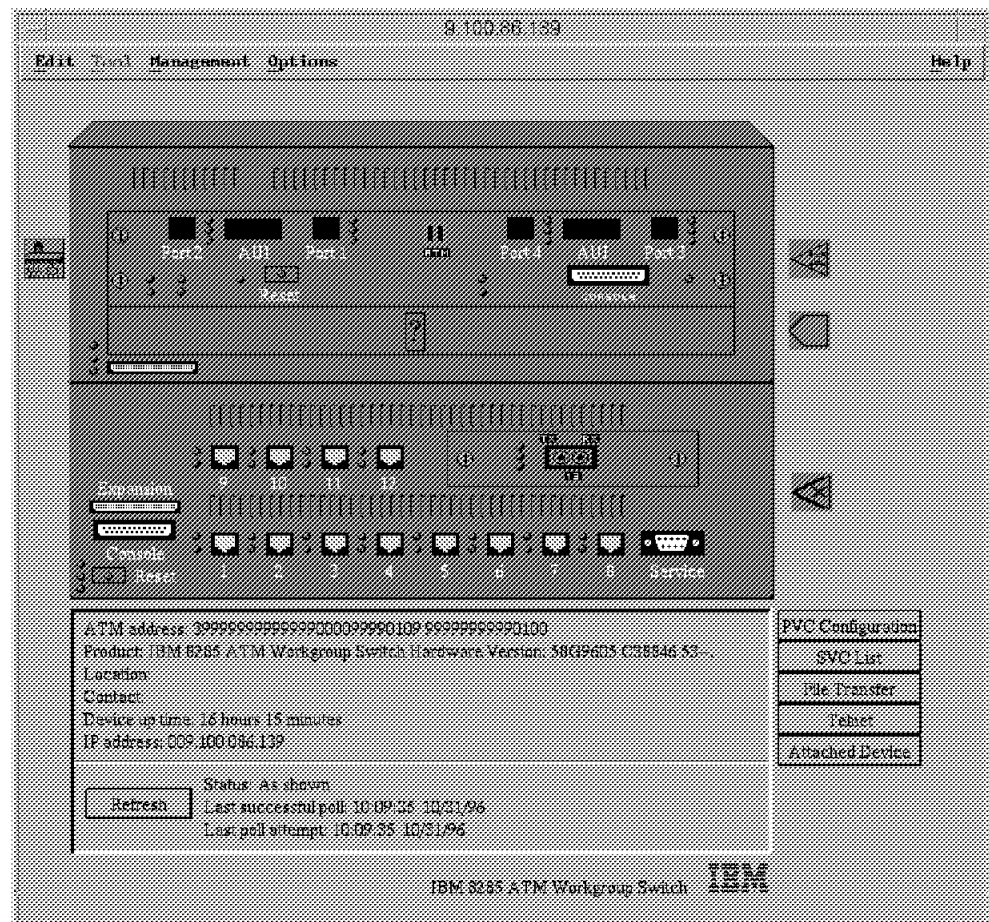 9.100.86.139
Edit Tool Management Options Help
Port 2 AUI Port 1 Port 4 AUI Port 3
Reset Console
9 10 11 12
Expansion
Console
Reset 1 2 3 4 5 6 7 8 Service
Product: IBM 8285 ATM Workgroup Switch Hardware Version: 58G9605 C38846 53--.
Location:
Contact:
Device up time: 16 hours 15 minutes
IP address: 009.100.086.139
PVC Configuration
SVC List
File Transfer
Telnet
Attached Device
Refresh
Status: As shown
Last successful poll: 10:09:35 10/31/96
Last poll attempt: 10:09:35 10/31/96
IBM 8285 ATM Workgroup Switch IBM